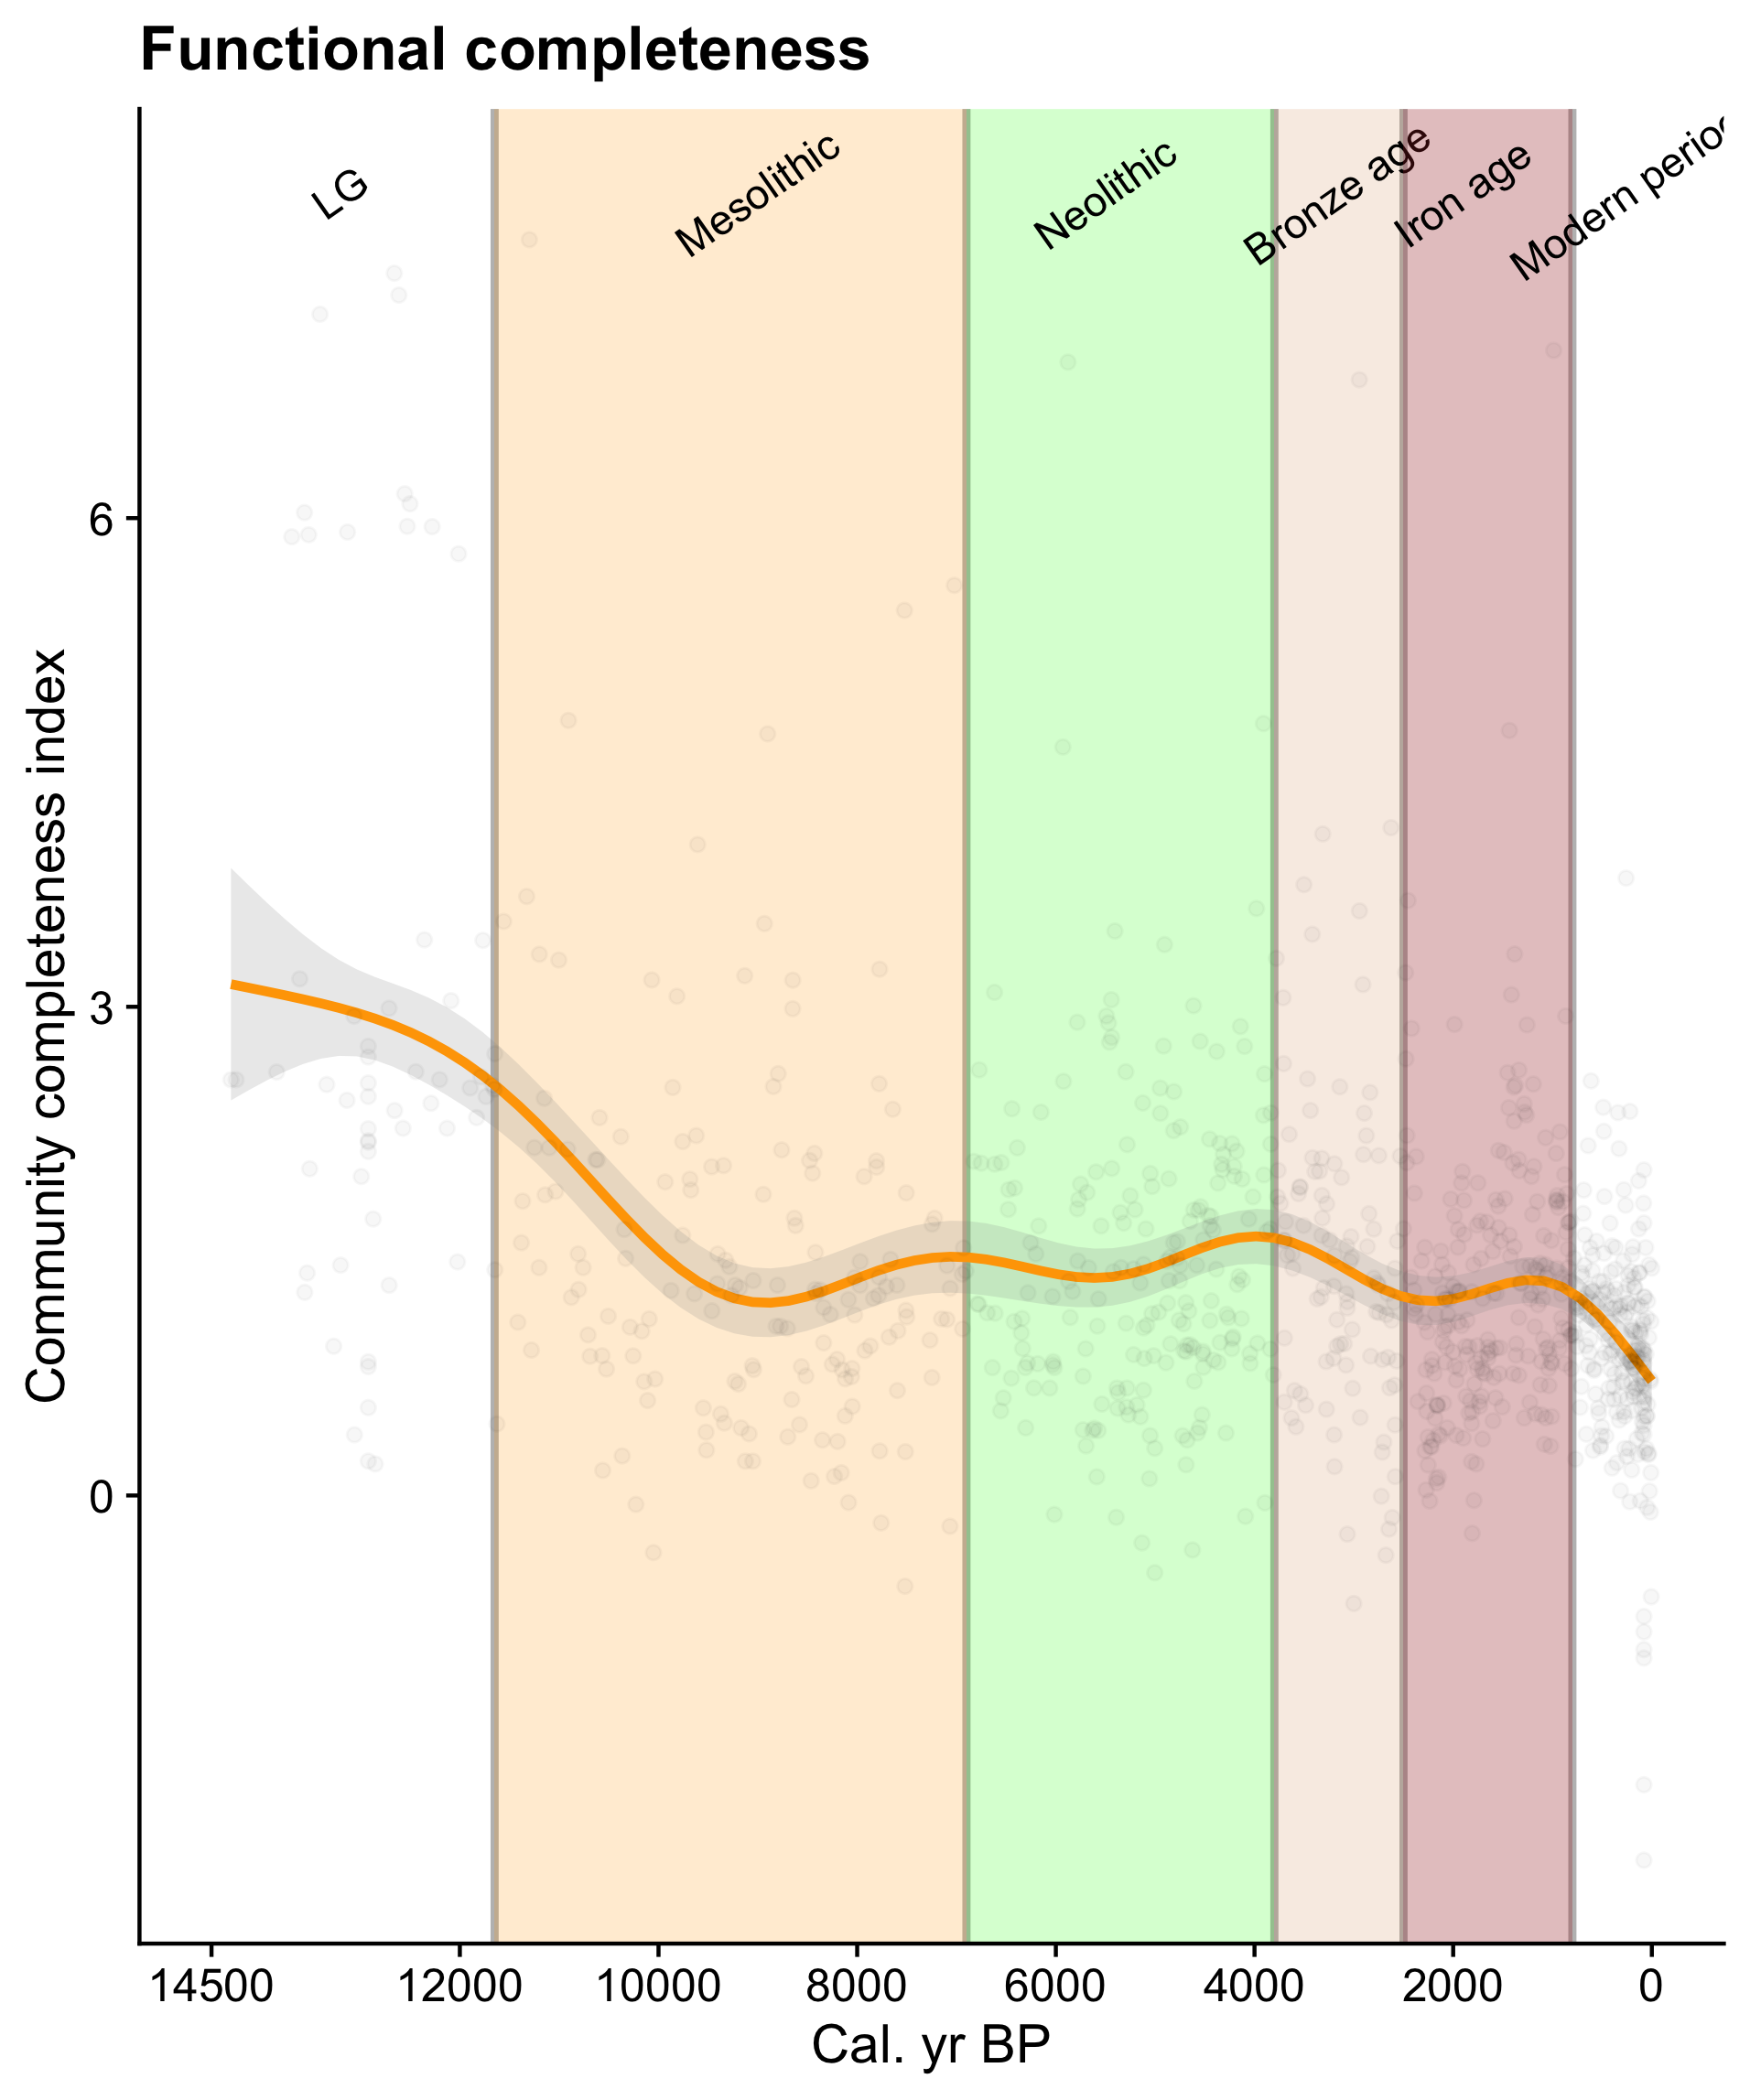 Functional completeness
LG
Mesolithic
Neolithic
Bronze age
Iron age
Modern
Community completeness index
6
3
0
14500 12000 10000 8000 6000 4000 2000 0
Cal. yr BP